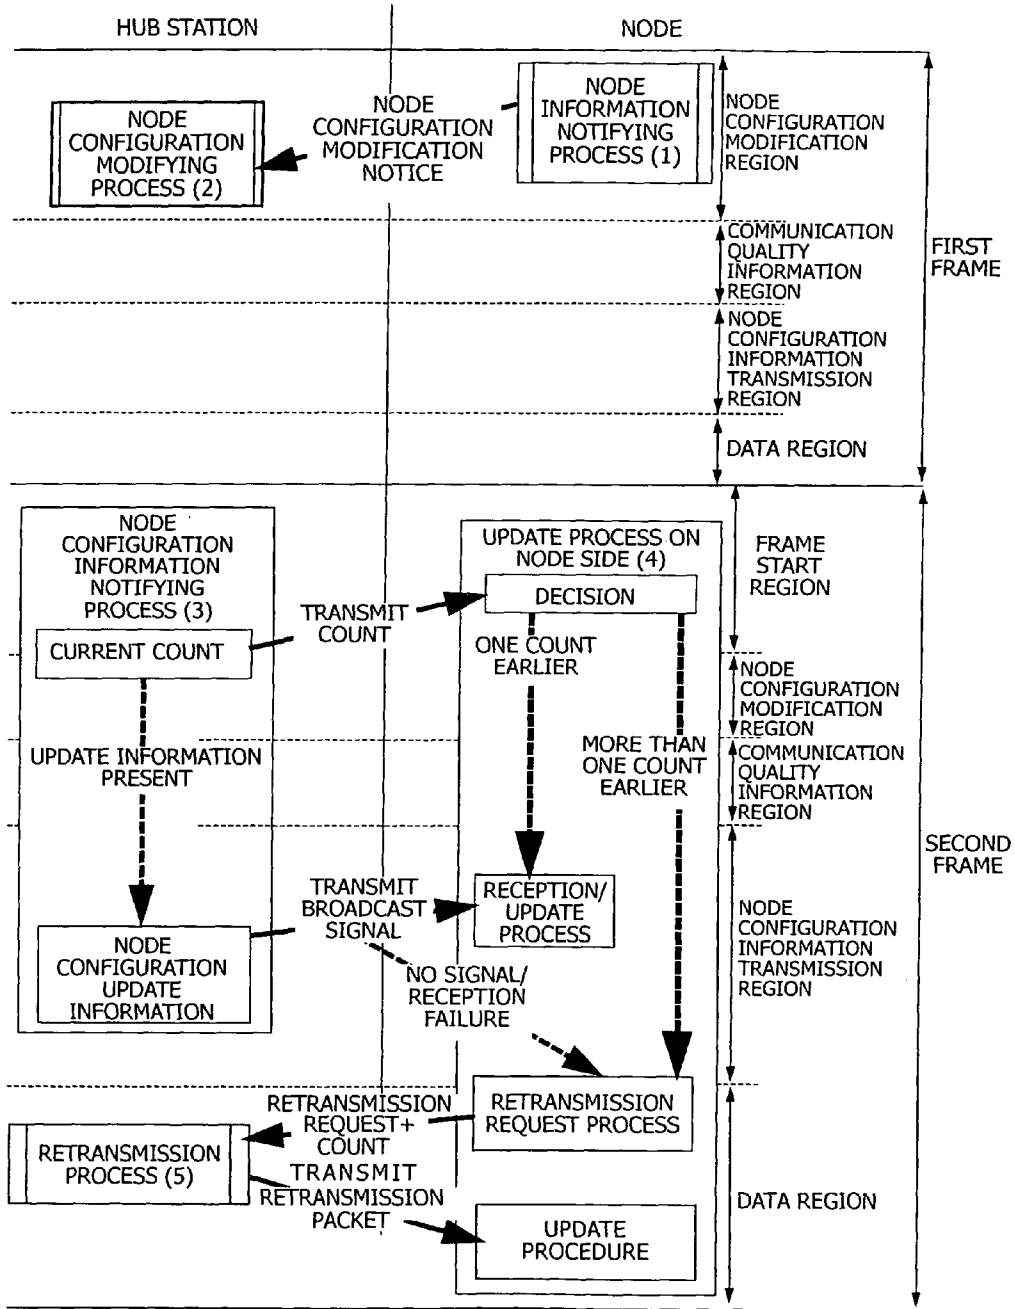 HUB STATION
NODE
NODE
CONFIGURATION
MODIFYING
PROCESS (2)
NODE
CONFIGURATION
MODIFICATION
NOTICE
NODE
INFORMATION
NOTIFYING
PROCESS (1)
NODE
CONFIGURATION
MODIFICATION
REGION
COMMUNICATION
QUALITY
INFORMATION
REGION
NODE
CONFIGURATION
INFORMATION
TRANSMISSION
REGION
DATA REGION
FIRST
FRAME
NODE
CONFIGURATION
INFORMATION
NOTIFYING
PROCESS (3)
CURRENT COUNT
UPDATE INFORMATION
PRESENT
NODE
CONFIGURATION
UPDATE
INFORMATION
TRANSMIT
COUNT
UPDATE PROCESS ON
NODE SIDE (4)
DECISION
ONE COUNT
EARLIER
MORE THAN
ONE COUNT
EARLIER
TRANSMIT
BROADCAST
SIGNAL
RECEPTION/
UPDATE
PROCESS
NO SIGNAL/
RECEPTION
FAILURE
RETRANSMISSION
REQUEST PROCESS
RETRANSMISSION
REQUEST+
COUNT
RETRANSMISSION
PROCESS (5)
TRANSMIT
RETRANSMISSION
PACKET
UPDATE
PROCEDURE
FRAME
START
REGION
NODE
CONFIGURATION
MODIFICATION
REGION
COMMUNICATION
QUALITY
INFORMATION
REGION
NODE
CONFIGURATION
INFORMATION
TRANSMISSION
REGION
DATA REGION
SECOND
FRAME